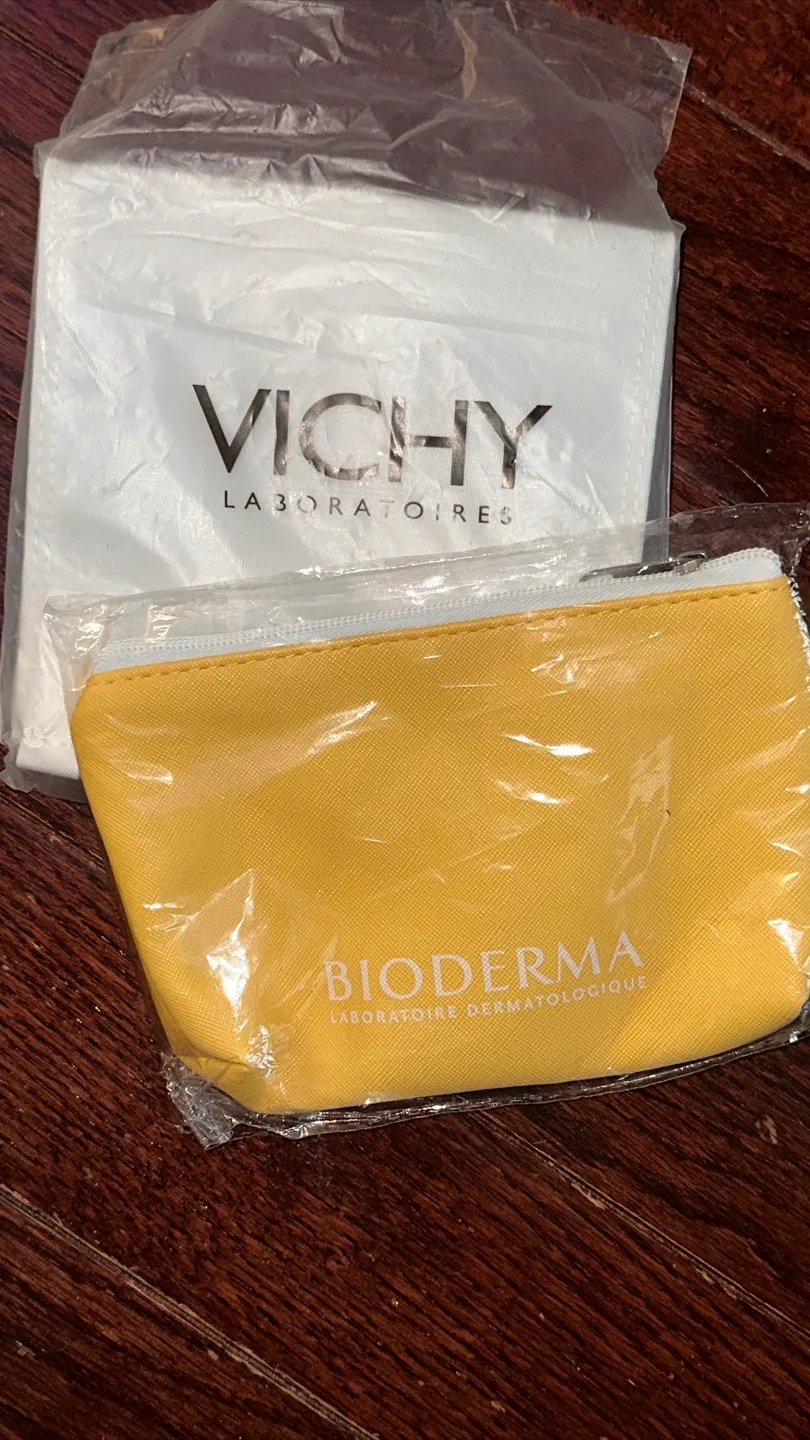 VICHY
LABORATOIRES
BIODERMA
LABORATOIRE DERMATOLOGIQUE